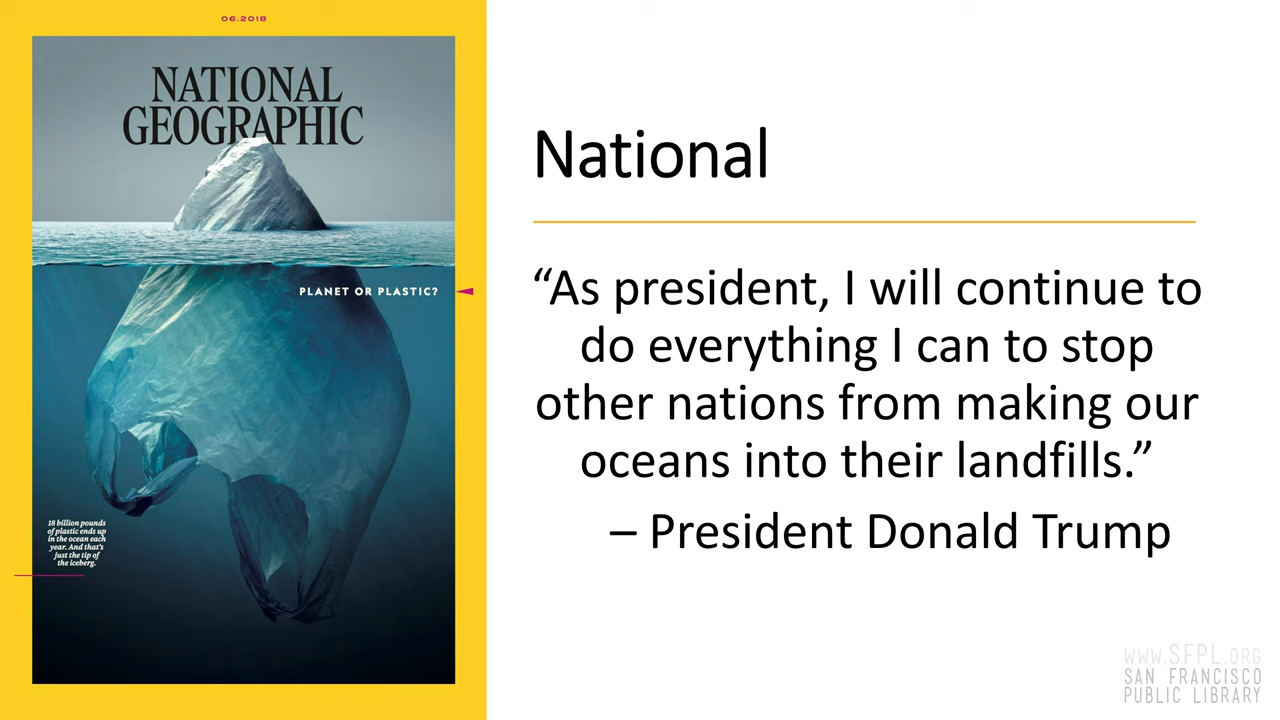 06.2018
NATIONAL
GEOGRAPHIC
PLANET OR PLASTIC?
18 billion pounds
of plastic ends up
in the ocean each
year. And that's
just the tip of
the iceberg.
National
“As president, I will continue to
do everything I can to stop
other nations from making our
oceans into their landfills.”
– President Donald Trump
WWW.SFPL.ORG
SAN FRANCISCO
PUBLIC LIBRARY